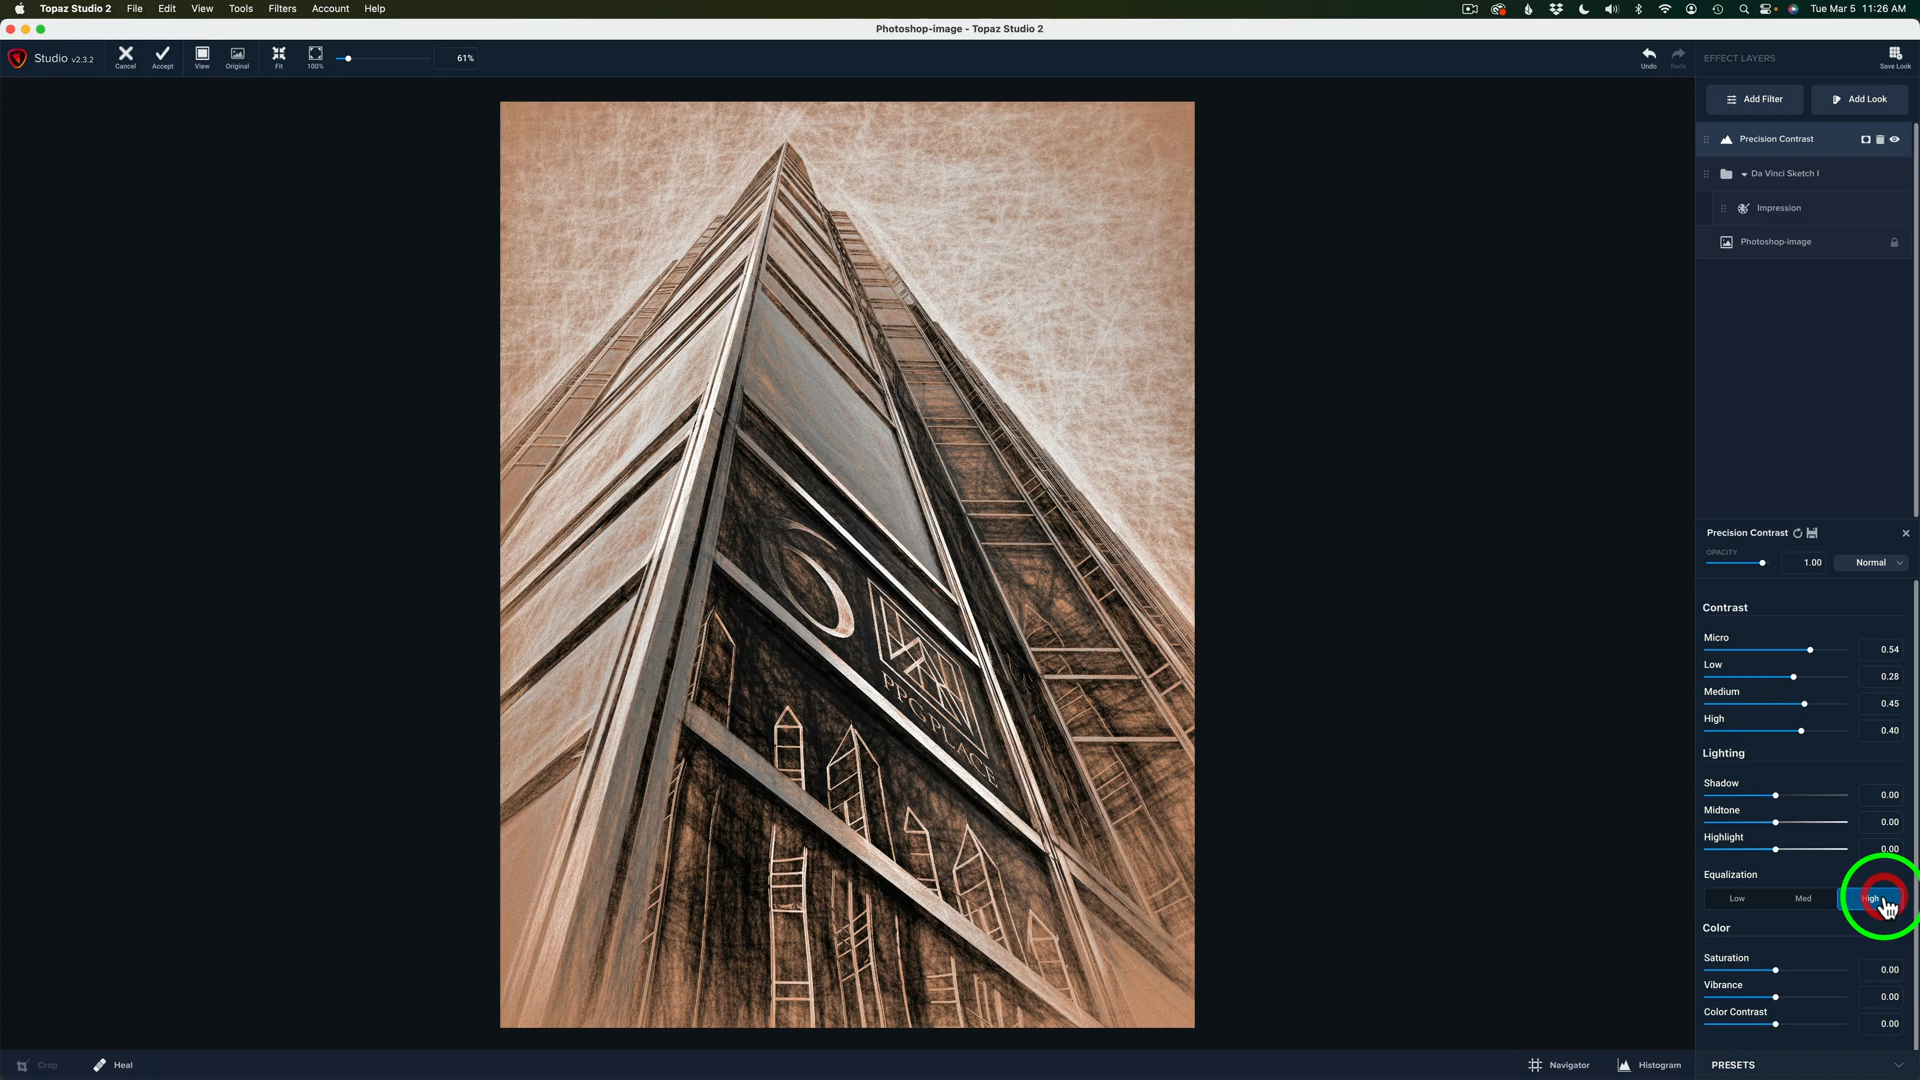 Topaz Studio 2 File Edit View Tools Filters Account Help Tue Mar 5 11:26 AM
Photoshop-image - Topaz Studio 2
Studio v2.3.2 Cancel Accept View Original Fit 100% 61% Undo Redo EFFECT LAYERS Save Look
Add Filter Add Look
Precision Contrast
Da Vinci Sketch I
Impression
Photoshop-image
PPG PLACE
Precision Contrast
OPACITY
1.00 Normal
Contrast
Micro
0.54
Low
0.28
Medium
0.45
High
0.40
Lighting
Shadow
0.00
Midtone
0.00
Highlight
0.00
Equalization
Low Med High
Color
Saturation
0.00
Vibrance
0.00
Color Contrast
0.00
Crop Heal Navigator Histogram PRESETS